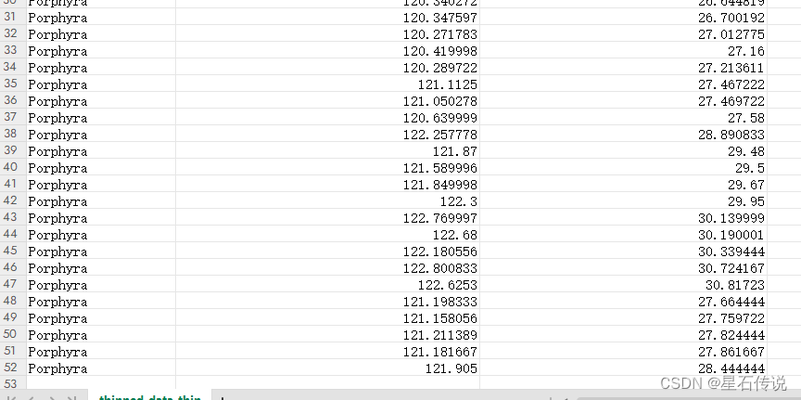 30 Porphyra 120.340272 26.644819
31 Porphyra 120.347597 26.700192
32 Porphyra 120.271783 27.012775
33 Porphyra 120.419998 27.16
34 Porphyra 120.289722 27.213611
35 Porphyra 121.1125 27.467222
36 Porphyra 121.050278 27.469722
37 Porphyra 120.639999 27.58
38 Porphyra 122.257778 28.890833
39 Porphyra 121.87 29.48
40 Porphyra 121.589996 29.5
41 Porphyra 121.849998 29.67
42 Porphyra 122.3 29.95
43 Porphyra 122.769997 30.139999
44 Porphyra 122.68 30.190001
45 Porphyra 122.180556 30.339444
46 Porphyra 122.800833 30.724167
47 Porphyra 122.6253 30.81723
48 Porphyra 121.198333 27.664444
49 Porphyra 121.158056 27.759722
50 Porphyra 121.211389 27.824444
51 Porphyra 121.181667 27.861667
52 Porphyra 121.905 28.444444
53
thinned_data_thin
CSDN @星石传说